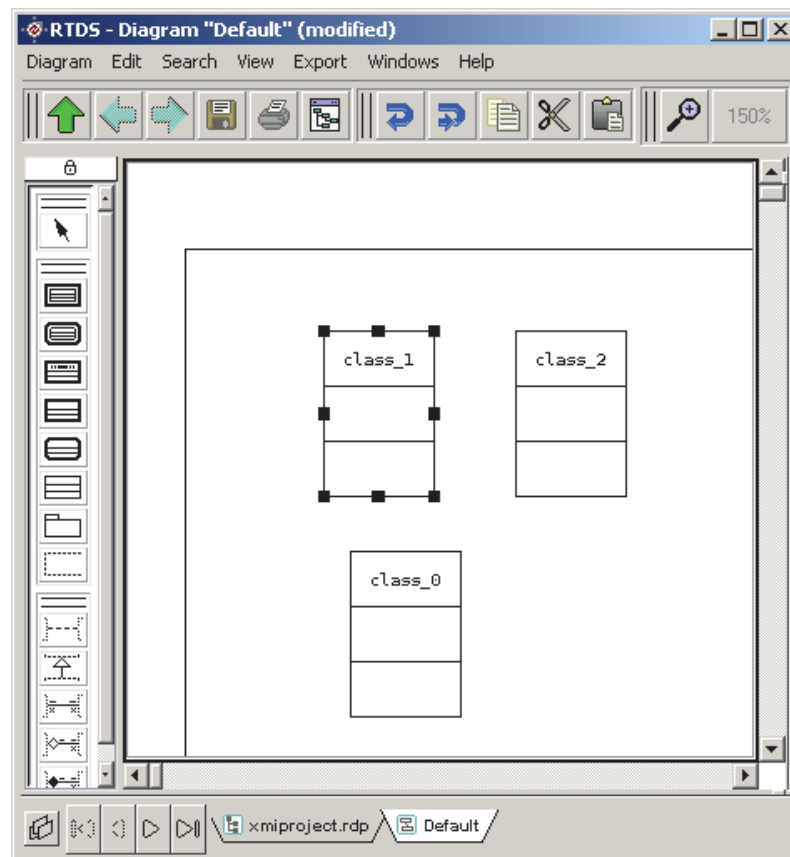 RTDS - Diagram "Default" (modified)
Diagram Edit Search View Export Windows Help
150%
class_1
class_2
class_0
xmiproject.rdp
Default